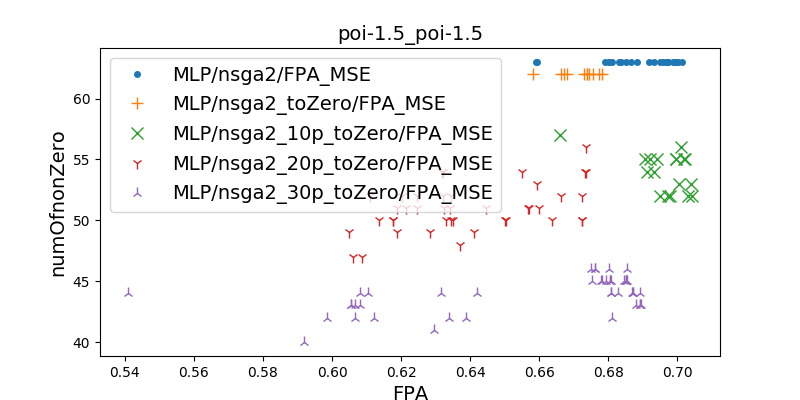 poi-1.5_poi-1.5
MLP/nsga2/FPA_MSE
MLP/nsga2_toZero/FPA_MSE
MLP/nsga2_10p_toZero/FPA_MSE
MLP/nsga2_20p_toZero/FPA_MSE
MLP/nsga2_30p_toZero/FPA_MSE
numOfnonZero
60
55
50
45
40
0.54 0.56 0.58 0.60 0.62 0.64 0.66 0.68 0.70
FPA